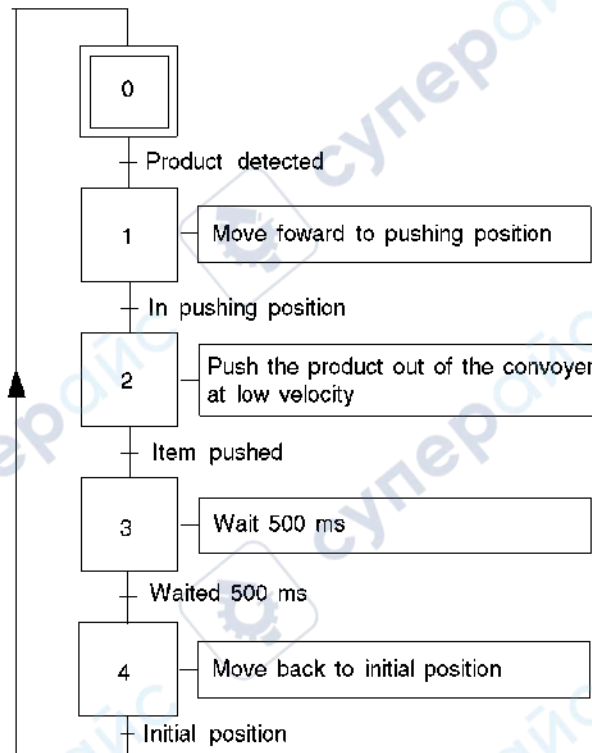 0
Product detected
1
Move foward to pushing position
In pushing position
2
Push the product out of the convoyer
at low velocity
Item pushed
3
Wait 500 ms
Waited 500 ms
4
Move back to initial position
Initial position
суперайс
суперайс